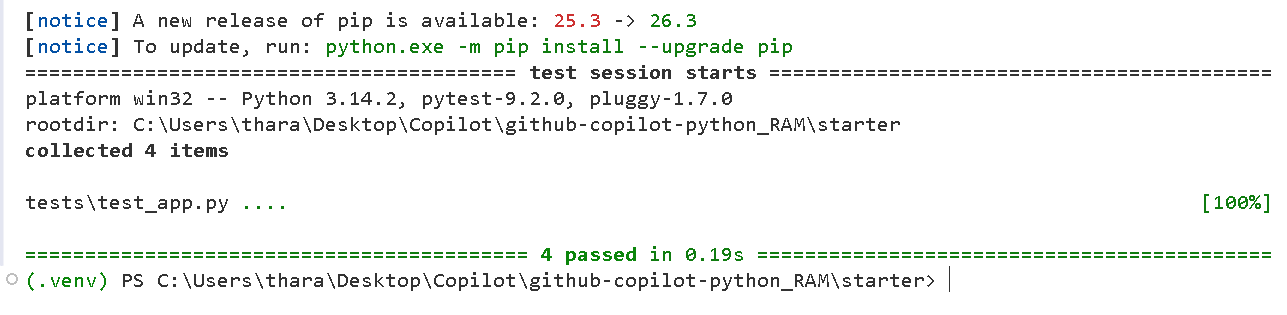 [notice] A new release of pip is available: 25.3 -> 26.3
[notice] To update, run: python.exe -m pip install --upgrade pip
========================================= test session starts ==========================================
platform win32 -- Python 3.14.2, pytest-9.2.0, pluggy-1.7.0
rootdir: C:\Users\thara\Desktop\Copilot\github-copilot-python_RAM\starter
collected 4 items
tests\test_app.py .... [100%]
========================================== 4 passed in 0.19s ===========================================
(.venv) PS C:\Users\thara\Desktop\Copilot\github-copilot-python_RAM\starter>